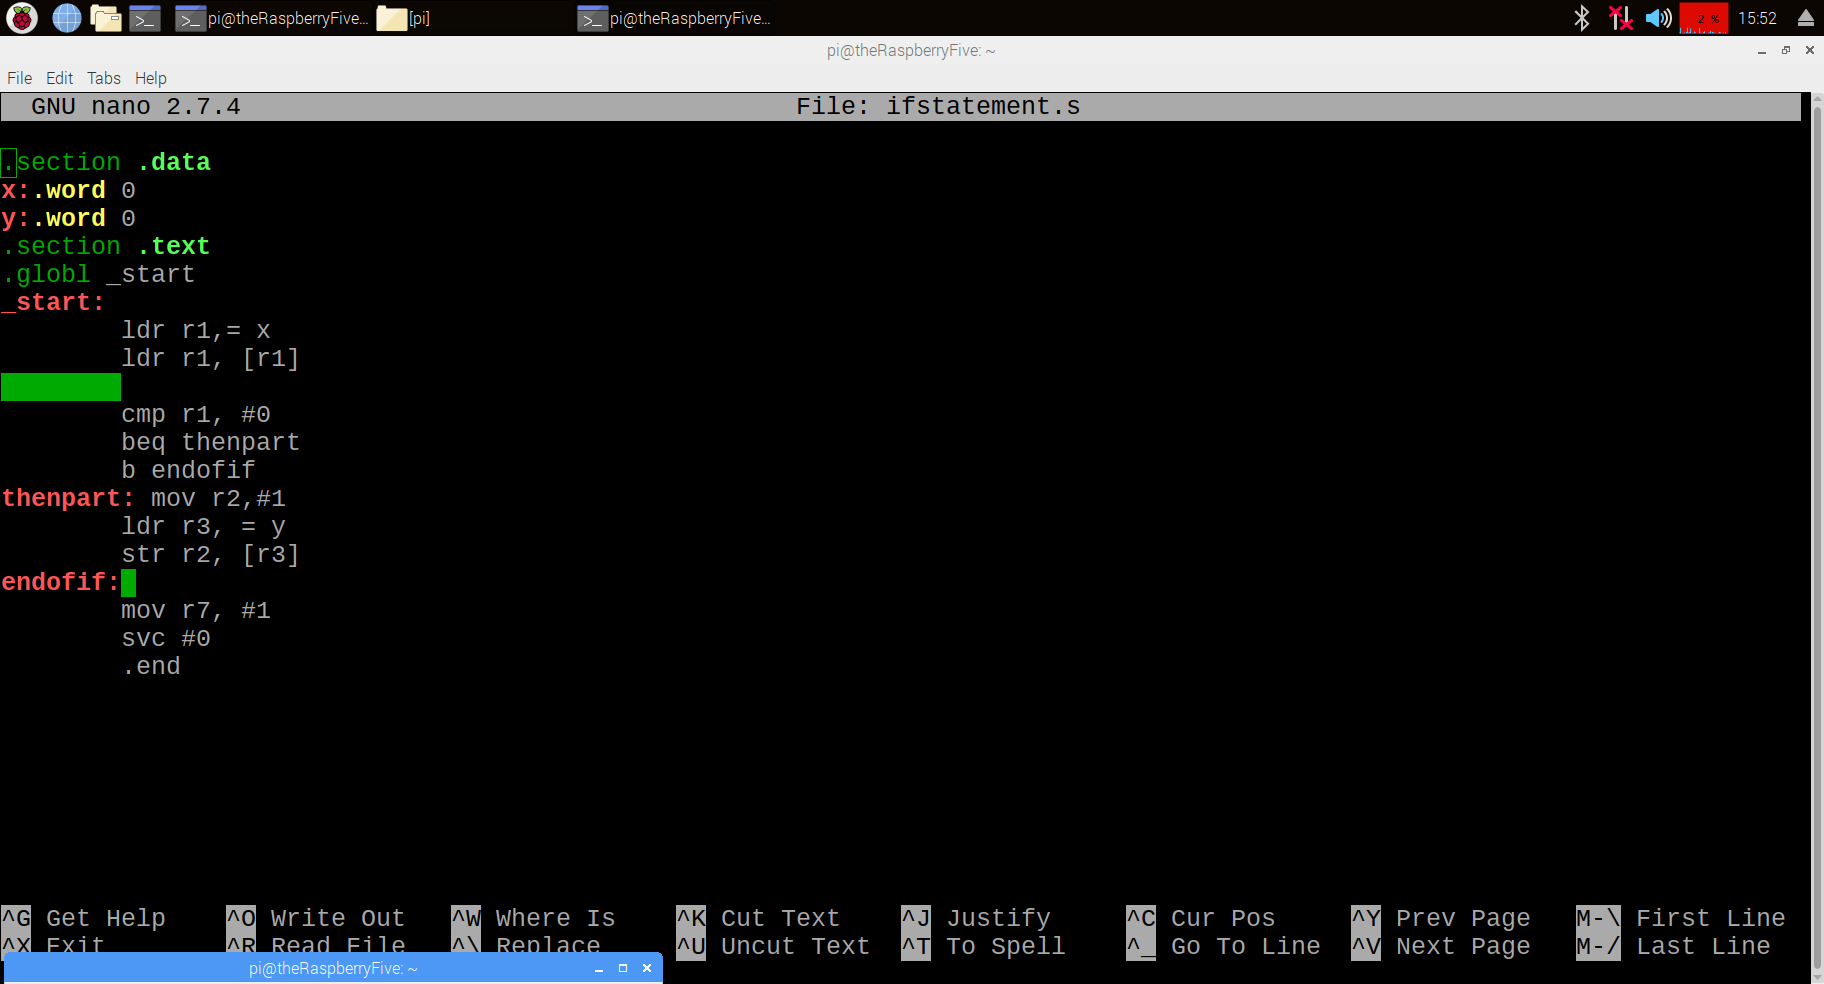 pi@theRaspberryFive... [pi] pi@theRaspberryFive... 2 % 15:52
pi@theRaspberryFive: ~
File Edit Tabs Help
GNU nano 2.7.4 File: ifstatement.s
.section .data
x:.word 0
y:.word 0
.section .text
.globl _start
_start:
ldr r1,= x
ldr r1, [r1]
cmp r1, #0
beq thenpart
b endofif
thenpart: mov r2,#1
ldr r3, = y
str r2, [r3]
endofif:
mov r7, #1
svc #0
.end
^G Get Help ^O Write Out ^W Where Is ^K Cut Text ^J Justify ^C Cur Pos ^Y Prev Page M-\ First Line
^X Exit ^R Read File ^\ Replace ^U Uncut Text ^T To Spell ^_ Go To Line ^V Next Page M-/ Last Line
pi@theRaspberryFive: ~